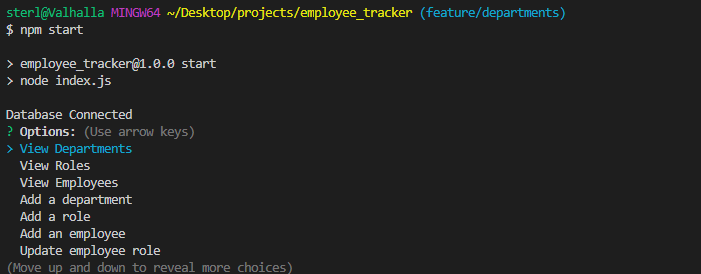 sterl@Valhalla MINGW64 ~/Desktop/projects/employee_tracker (feature/departments)
$ npm start
> employee_tracker@1.0.0 start
> node index.js
Database Connected
? Options: (Use arrow keys)
> View Departments
View Roles
View Employees
Add a department
Add a role
Add an employee
Update employee role
(Move up and down to reveal more choices)